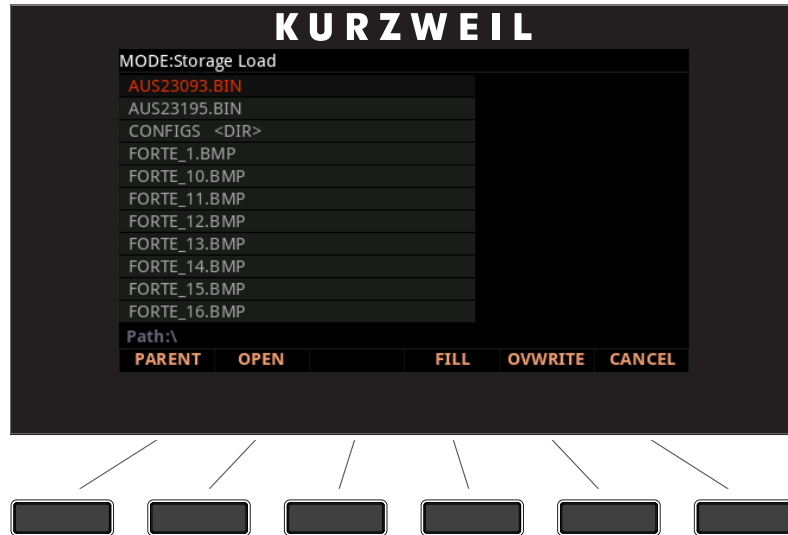 KURZWEIL
MODE:Storage Load
AUS23093.BIN
AUS23195.BIN
CONFIGS <DIR>
FORTE_1.BMP
FORTE_10.BMP
FORTE_11.BMP
FORTE_12.BMP
FORTE_13.BMP
FORTE_14.BMP
FORTE_15.BMP
FORTE_16.BMP
Path:\
PARENT OPEN FILL OVWRITE CANCEL